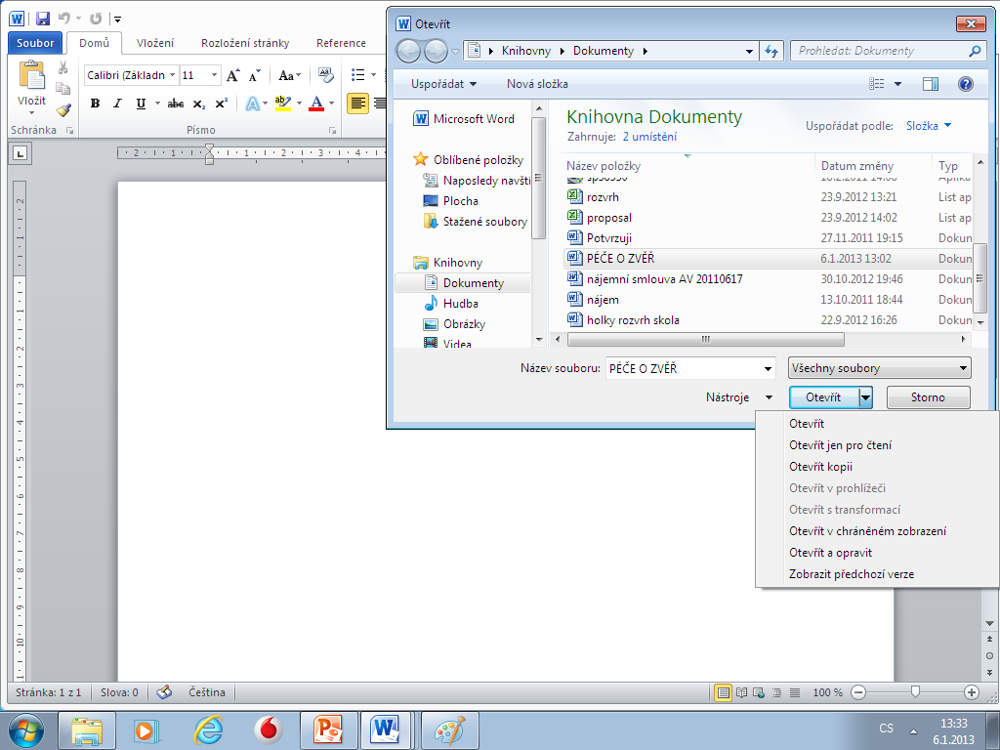 Otevřít
Soubor
Domů
Vložení
Rozložení stránky
Reference
Calibri (Základn
11
Aa
Vložit
B I U abc x₂ x²
Schránka
Písmo
Knihovny
Dokumenty
Prohledat: Dokumenty
Uspořádat
Nová složka
Microsoft Word
Oblíbené položky
Naposledy navšti
Plocha
Stažené soubory
Knihovny
Dokumenty
Hudba
Obrázky
Videa
Knihovna Dokumenty
Zahrnuje: 2 umístění
Uspořádat podle: Složka
Název položky Datum změny Typ
rozvrh 23.9.2012 13:21 List ap
proposal 23.9.2012 14:02 List ap
Potvrzuji 27.11.2011 19:15 Dokun
PÉČE O ZVĚŘ 6.1.2013 13:02 Dokun
nájemní smlouva AV 20110617 30.10.2012 19:46 Dokun
nájem 13.10.2011 18:44 Dokun
holky rozvrh skola 22.9.2012 16:26 Dokun
Název souboru: PÉČE O ZVĚŘ
Všechny soubory
Nástroje
Otevřít
Storno
Otevřít
Otevřít jen pro čtení
Otevřít kopii
Otevřít v prohlížeči
Otevřít s transformací
Otevřít v chráněném zobrazení
Otevřít a opravit
Zobrazit předchozí verze
Stránka: 1 z 1
Slova: 0
Čeština
100 %
CS
13:33
6.1.2013